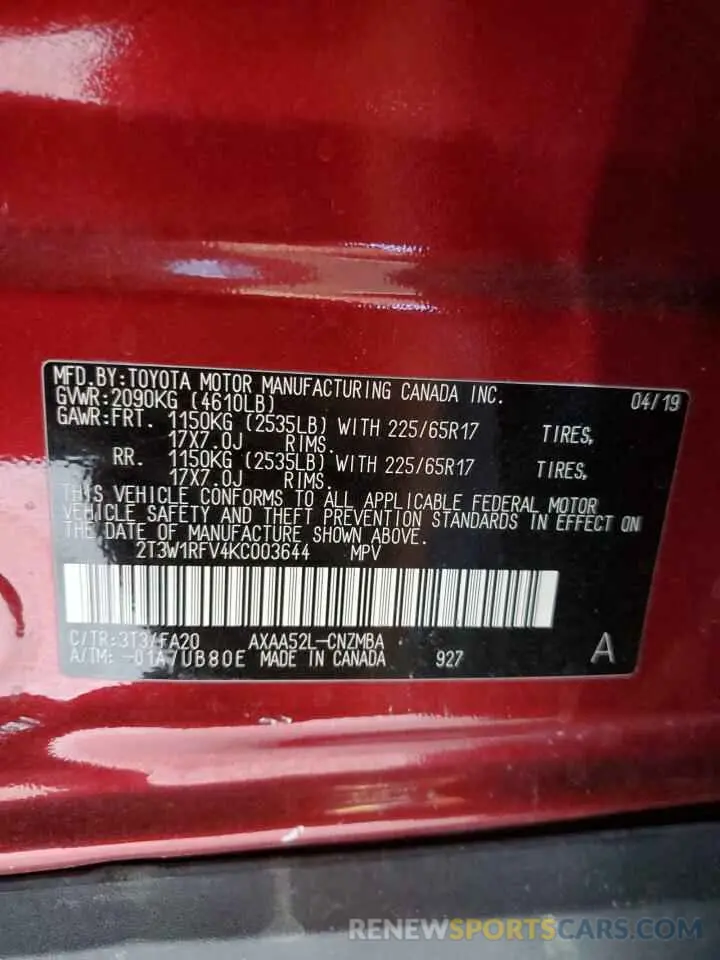 MFD.BY:TOYOTA MOTOR MANUFACTURING CANADA INC. 04/19
GVWR:2090KG (4610LB)
GAWR:FRT. 1150KG (2535LB) WITH 225/65R17 TIRES,
17X7.0J RIMS.
RR. 1150KG (2535LB) WITH 225/65R17 TIRES,
17X7.0J RIMS.
THIS VEHICLE CONFORMS TO ALL APPLICABLE FEDERAL MOTOR
VEHICLE SAFETY AND THEFT PREVENTION STANDARDS IN EFFECT ON
THE DATE OF MANUFACTURE SHOWN ABOVE.
2T3W1RFV4KC003644 MPV
C/TR:3T3/FA20 AXAA52L-CNZMBA
A/TM:-01A/UB80E MADE IN CANADA 927 A
RENEWSPORTSCARS.COM